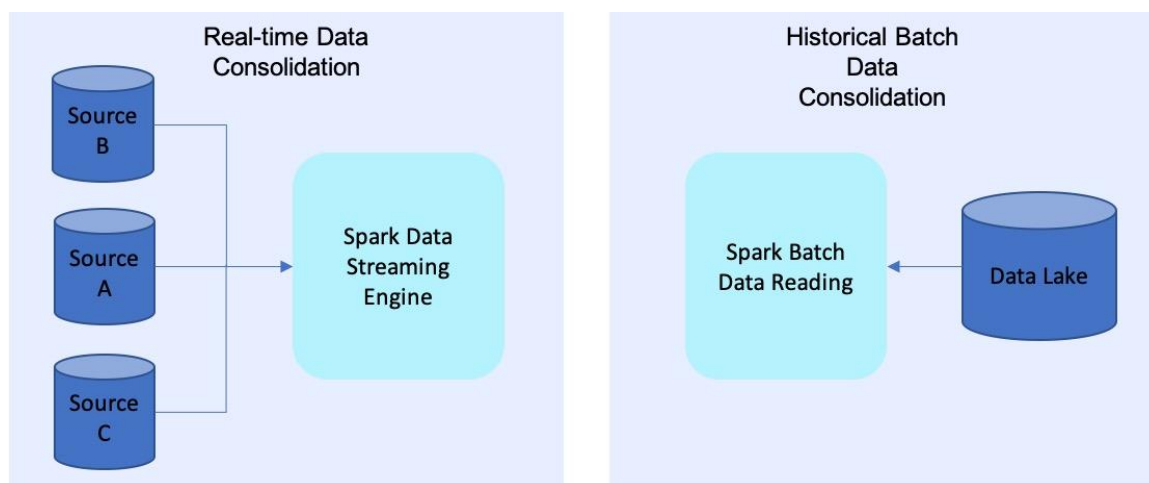 Real-time Data
Consolidation
Source
B
Source
A
Source
C
Spark Data
Streaming
Engine
Historical Batch
Data
Consolidation
Spark Batch
Data Reading
Data Lake